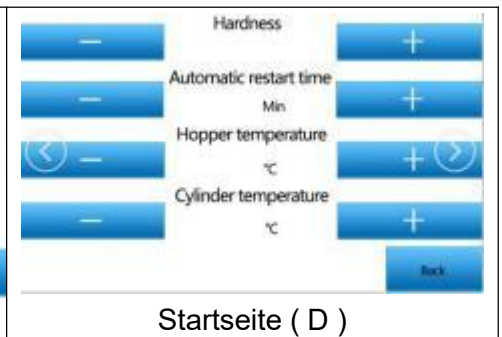 Hardness
− +
Automatic restart time
− Min +
Hopper temperature
− °C +
Cylinder temperature
− °C +
Back
Startseite ( D )